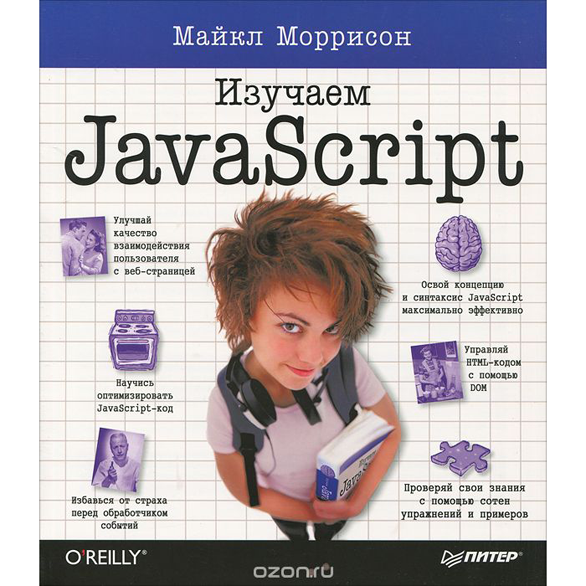 Майкл Моррисон
Изучаем
JavaScript
Улучшай
качество
взаимодействия
пользователя
с веб-страницей
Освой концепцию
и синтаксис JavaScript
максимально эффективно
Научись
оптимизировать
JavaScript-код
Управляй
HTML-кодом
с помощью
DOM
Избавься от страха
перед обработчиком
событий
Проверяй свои знания
с помощью сотен
упражнений и примеров
JavaScript
O'REILLY®
ПИТЕР®
OZON.RU